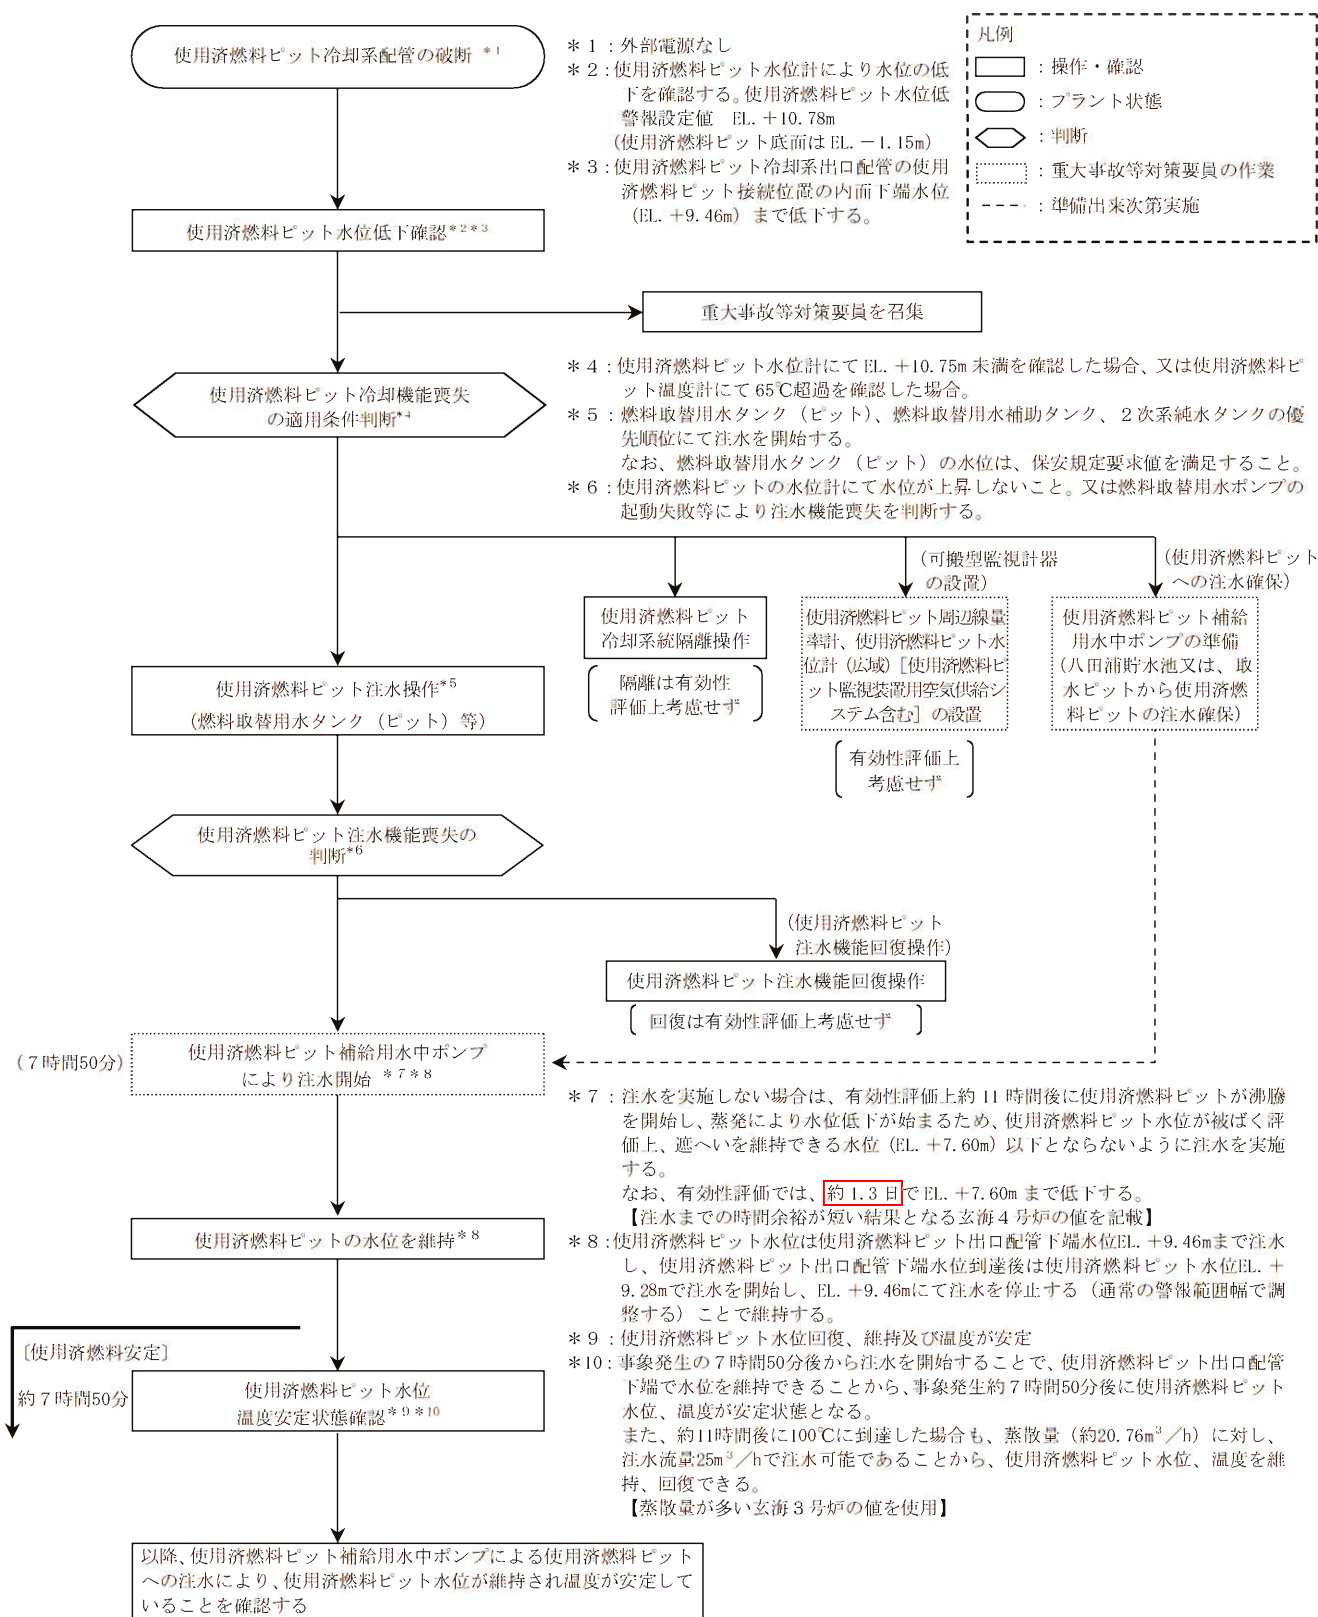 使用済燃料ピット冷却系配管の破断 *1
*1:外部電源なし
*2:使用済燃料ピット水位計により水位の低
下を確認する。使用済燃料ピット水位低
警報設定値 EL.+10.78m
(使用済燃料ピット底面はEL.-1.15m)
*3:使用済燃料ピット冷却系出口配管の使用
済燃料ピット接続位置の内面下端水位
(EL.+9.46m)まで低下する。
凡例
:操作・確認
:プラント状態
:判断
:重大事故等対策要員の作業
:準備出来次第実施
使用済燃料ピット水位低下確認*2*3
重大事故等対策要員を召集
使用済燃料ピット冷却機能喪失
の適用条件判断*4
*4:使用済燃料ピット水位計にてEL.+10.75m未満を確認した場合、又は使用済燃料ピ
ット温度計にて65℃超過を確認した場合。
*5:燃料取替用水タンク(ピット)、燃料取替用水補助タンク、2次系純水タンクの優
先順位にて注水を開始する。
なお、燃料取替用水タンク(ピット)の水位は、保安規定要求値を満足すること。
*6:使用済燃料ピットの水位計にて水位が上昇しないこと。又は燃料取替用水ポンプの
起動失敗等により注水機能喪失を判断する。
(可搬型監視計器
の設置)
(使用済燃料ピット
への注水確保)
使用済燃料ピット
冷却系統隔離操作
隔離は有効性
評価上考慮せず
使用済燃料ピット周辺線量
率計、使用済燃料ピット水
位計(広域)[使用済燃料ピ
ット監視装置用空気供給シ
ステム含む]の設置
有効性評価上
考慮せず
使用済燃料ピット補給
用水中ポンプの準備
(八田浦貯水池又は、取
水ピットから使用済燃
料ピットの注水確保)
使用済燃料ピット注水操作*5
(燃料取替用水タンク(ピット)等)
使用済燃料ピット注水機能喪失の
判断*6
(使用済燃料ピット
注水機能回復操作)
使用済燃料ピット注水機能回復操作
回復は有効性評価上考慮せず
(7時間50分)
使用済燃料ピット補給用水中ポンプ
により注水開始 *7*8
*7:注水を実施しない場合は、有効性評価上約11時間後に使用済燃料ピットが沸騰
を開始し、蒸発により水位低下が始まるため、使用済燃料ピット水位が被ばく評
価上、遮へいを維持できる水位(EL.+7.60m)以下とならないように注水を実施
する。
なお、有効性評価では、約1.3日でEL.+7.60mまで低下する。
【注水までの時間余裕が短い結果となる玄海4号炉の値を記載】
使用済燃料ピットの水位を維持*8
*8:使用済燃料ピット水位は使用済燃料ピット出口配管下端水位EL.+9.46mまで注水
し、使用済燃料ピット出口配管下端水位到達後は使用済燃料ピット水位EL.+
9.28mで注水を開始し、EL.+9.46mにて注水を停止する(通常の警報範囲幅で調
整する)ことで維持する。
*9:使用済燃料ピット水位回復、維持及び温度が安定
*10:事象発生の7時間50分後から注水を開始することで、使用済燃料ピット出口配管
下端で水位を維持できることから、事象発生約7時間50分後に使用済燃料ピット
水位、温度が安定状態となる。
また、約11時間後に100℃に到達した場合も、蒸散量(約20.76m³/h)に対し、
注水流量25m³/hで注水可能であることから、使用済燃料ピット水位、温度を維
持、回復できる。
【蒸散量が多い玄海3号炉の値を使用】
[使用済燃料安定]
約7時間50分
使用済燃料ピット水位
温度安定状態確認*9*10
以降、使用済燃料ピット補給用水中ポンプによる使用済燃料ピット
への注水により、使用済燃料ピット水位が維持され温度が安定して
いることを確認する